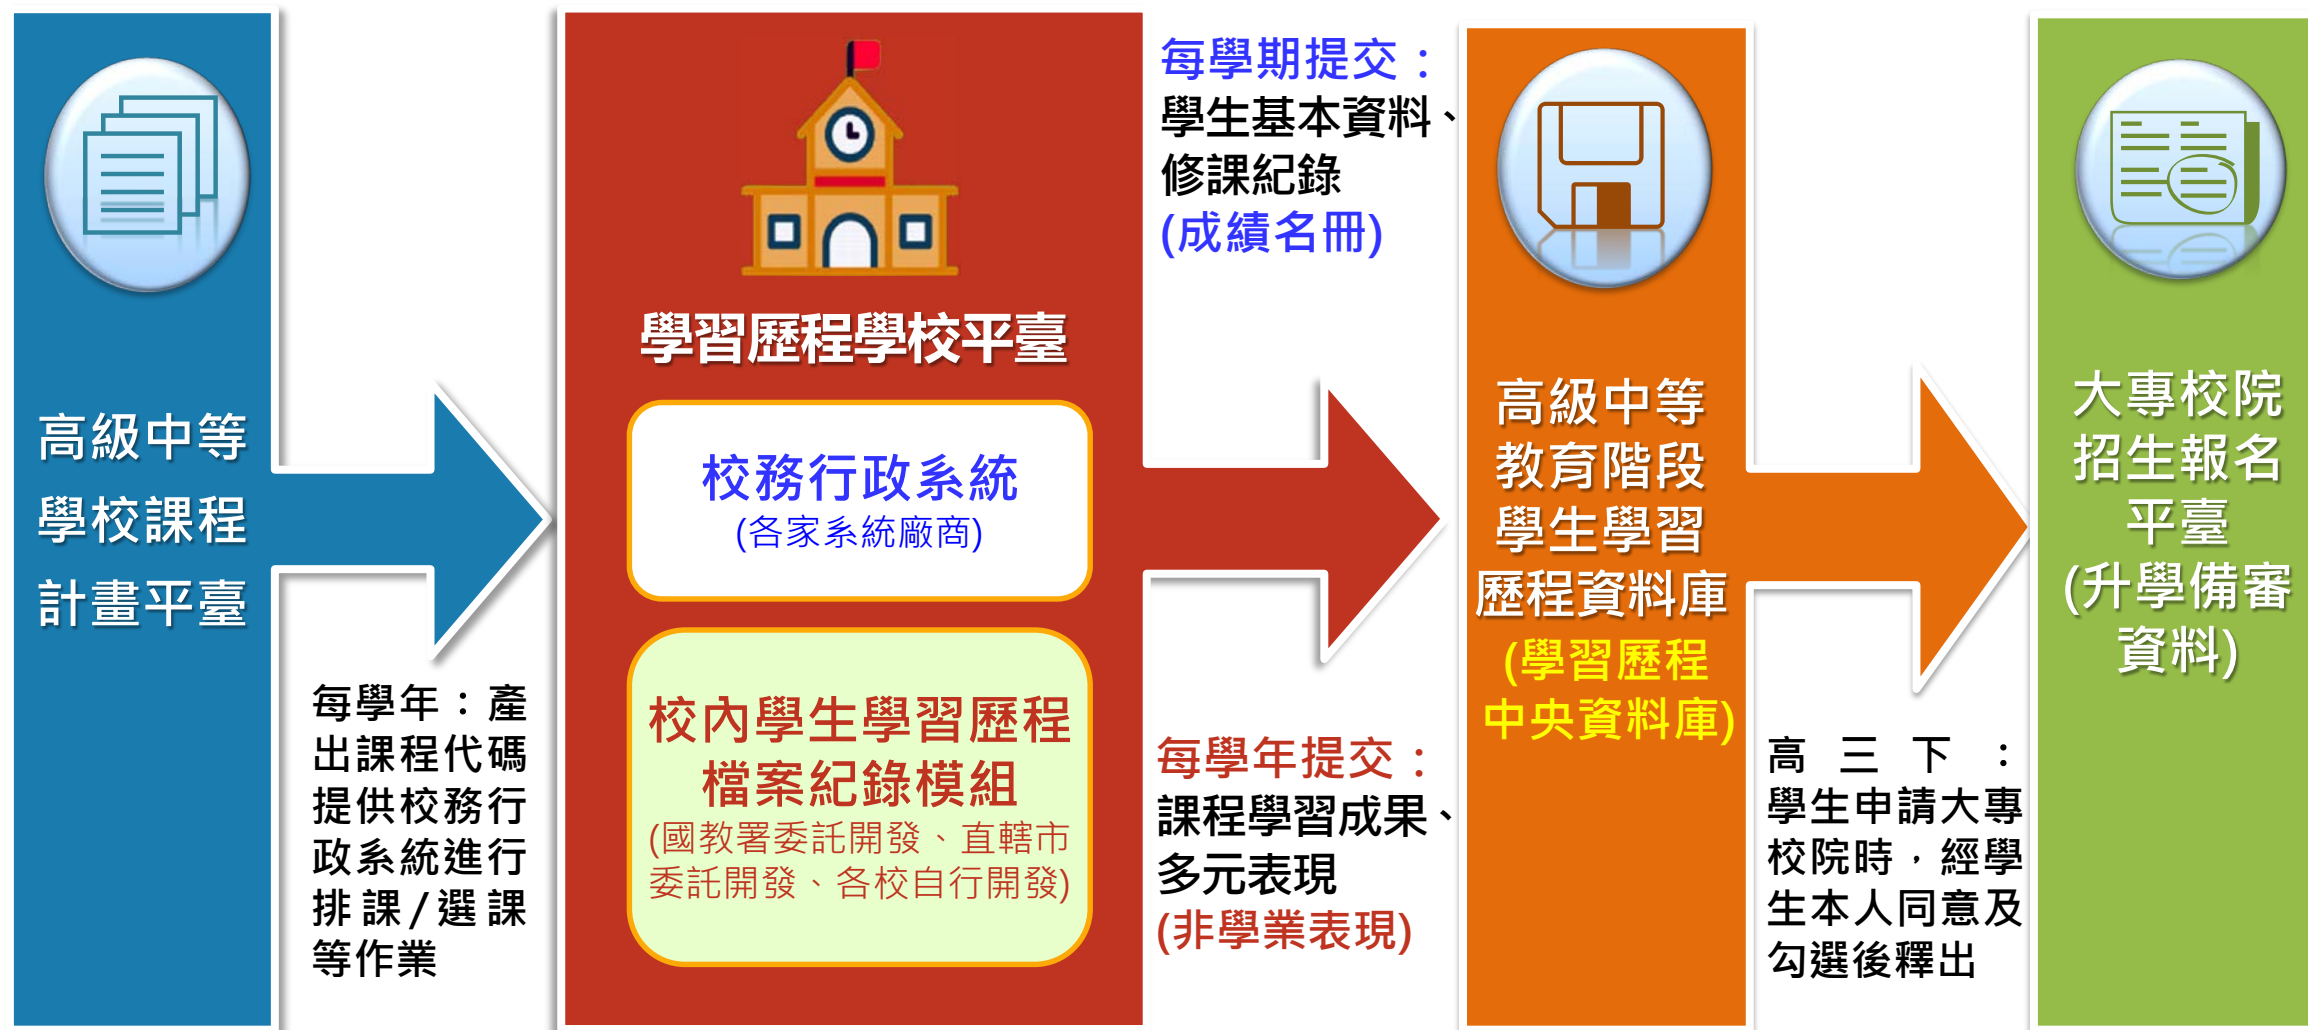 高級中等
學校課程
計畫平臺
每學年：產
出課程代碼
提供校務行
政系統進行
排課/選課
等作業
學習歷程學校平臺
校務行政系統
(各家系統廠商)
校內學生學習歷程
檔案紀錄模組
(國教署委託開發、直轄市
委託開發、各校自行開發)
每學期提交：
學生基本資料、
修課紀錄
(成績名冊)
每學年提交：
課程學習成果、
多元表現
(非學業表現)
高級中等
教育階段
學生學習
歷程資料庫
(學習歷程
中央資料庫)
高三下：
學生申請大專
校院時，經學
生本人同意及
勾選後釋出
大專校院
招生報名
平臺
(升學備審
資料)